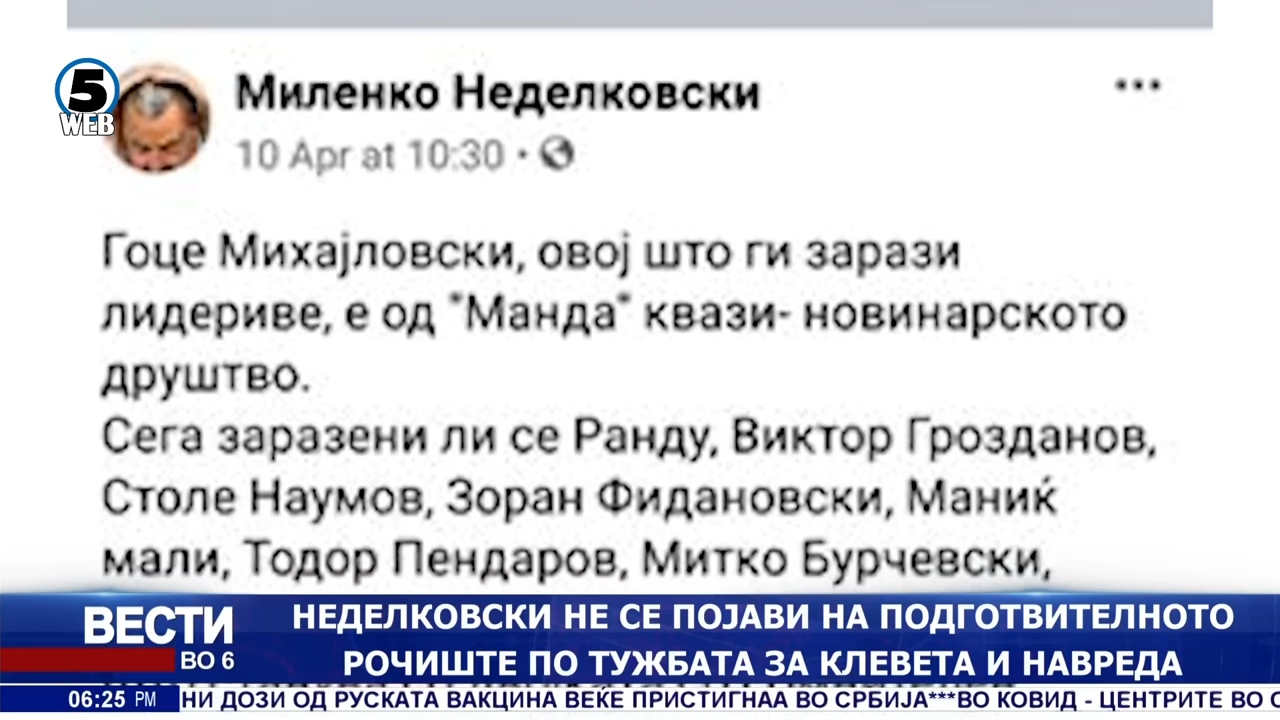 5
WEB
Миленко Неделковски
10 Apr at 10:30
Гоце Михајловски, овој што ги зарази
лидериве, е од "Манда" квази- новинарското
друштво.
Сега заразени ли се Ранду, Виктор Грозданов,
Столе Наумов, Зоран Фидановски, Маниќ
мали, Тодор Пендаров, Митко Бурчевски,
ВЕСТИ
ВО 6
НЕДЕЛКОВСКИ НЕ СЕ ПОЈАВИ НА ПОДГОТВИТЕЛНОТО
РОЧИШТЕ ПО ТУЖБАТА ЗА КЛЕВЕТА И НАВРЕДА
06:25 PM
НИ ДОЗИ ОД РУСКАТА ВАКЦИНА ВЕЌЕ ПРИСТИГНАА ВО СРБИЈА***ВО КОВИД - ЦЕНТРИТЕ ВО